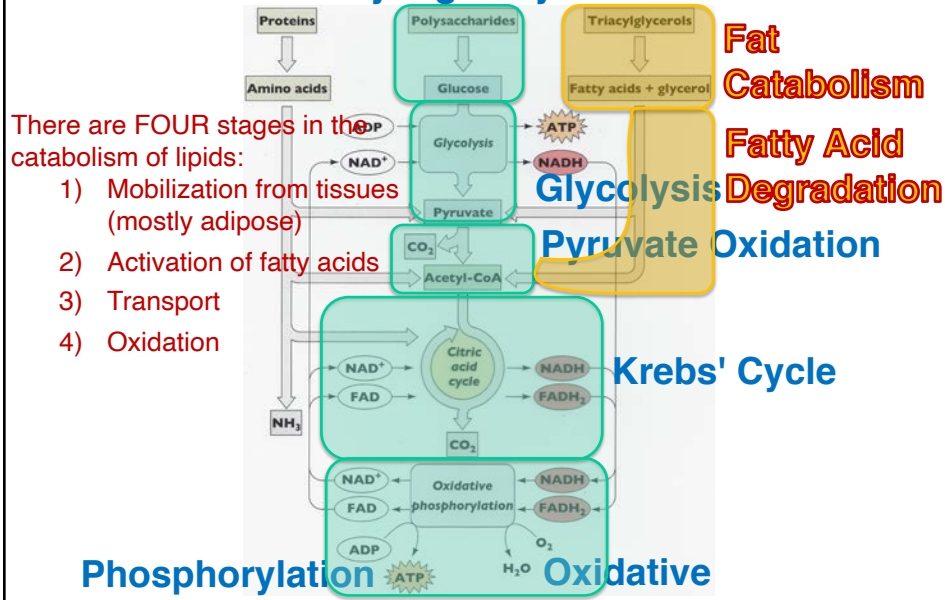 Proteins
Polysaccharides
Triacylglycerols
Fat
Catabolism
Amino acids
Glucose
Fatty acids + glycerol
There are FOUR stages in the
catabolism of lipids:
1) Mobilization from tissues
(mostly adipose)
2) Activation of fatty acids
3) Transport
4) Oxidation
ADP
ATP
Glycolysis
NAD+
NADH
Fatty Acid
Degradation
Glycolysis
Pyruvate
Pyruvate Oxidation
CO2
Acetyl-CoA
NAD+
Citric
acid
cycle
NADH
FAD
FADH2
Krebs' Cycle
NH3
CO2
NAD+
Oxidative
phosphorylation
NADH
FAD
FADH2
ADP
ATP
H2O
O2
Phosphorylation
Oxidative